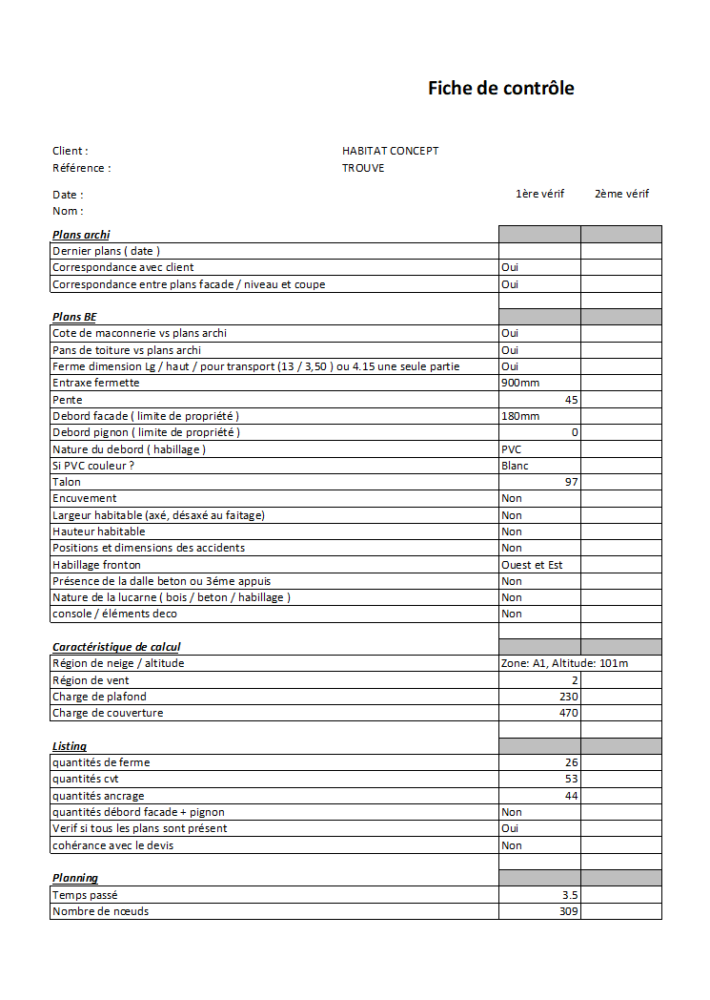 Fiche de contrôle
Client : HABITAT CONCEPT
Référence : TROUVE
Date : 1ère vérif 2ème vérif
Nom :
Plans archi
Dernier plans ( date )
Correspondance avec client Oui
Correspondance entre plans facade / niveau et coupe Oui
Plans BE
Cote de maconnerie vs plans archi Oui
Pans de toiture vs plans archi Oui
Ferme dimension Lg / haut / pour transport (13 / 3,50 ) ou 4.15 une seule partie Oui
Entraxe fermette 900mm
Pente 45
Debord facade ( limite de propriété ) 180mm
Debord pignon ( limite de propriété ) 0
Nature du debord ( habillage ) PVC
Si PVC couleur ? Blanc
Talon 97
Encuvement Non
Largeur habitable (axé, désaxé au faitage) Non
Hauteur habitable Non
Positions et dimensions des accidents Non
Habillage fronton Ouest et Est
Présence de la dalle beton ou 3éme appuis Non
Nature de la lucarne ( bois / beton / habillage ) Non
console / éléments deco Non
Caractéristique de calcul
Région de neige / altitude Zone: A1, Altitude: 101m
Région de vent 2
Charge de plafond 230
Charge de couverture 470
Listing
quantités de ferme 26
quantités cvt 53
quantités ancrage 44
quantités débord facade + pignon Non
Verif si tous les plans sont présent Oui
cohérance avec le devis Non
Planning
Temps passé 3.5
Nombre de nœuds 309